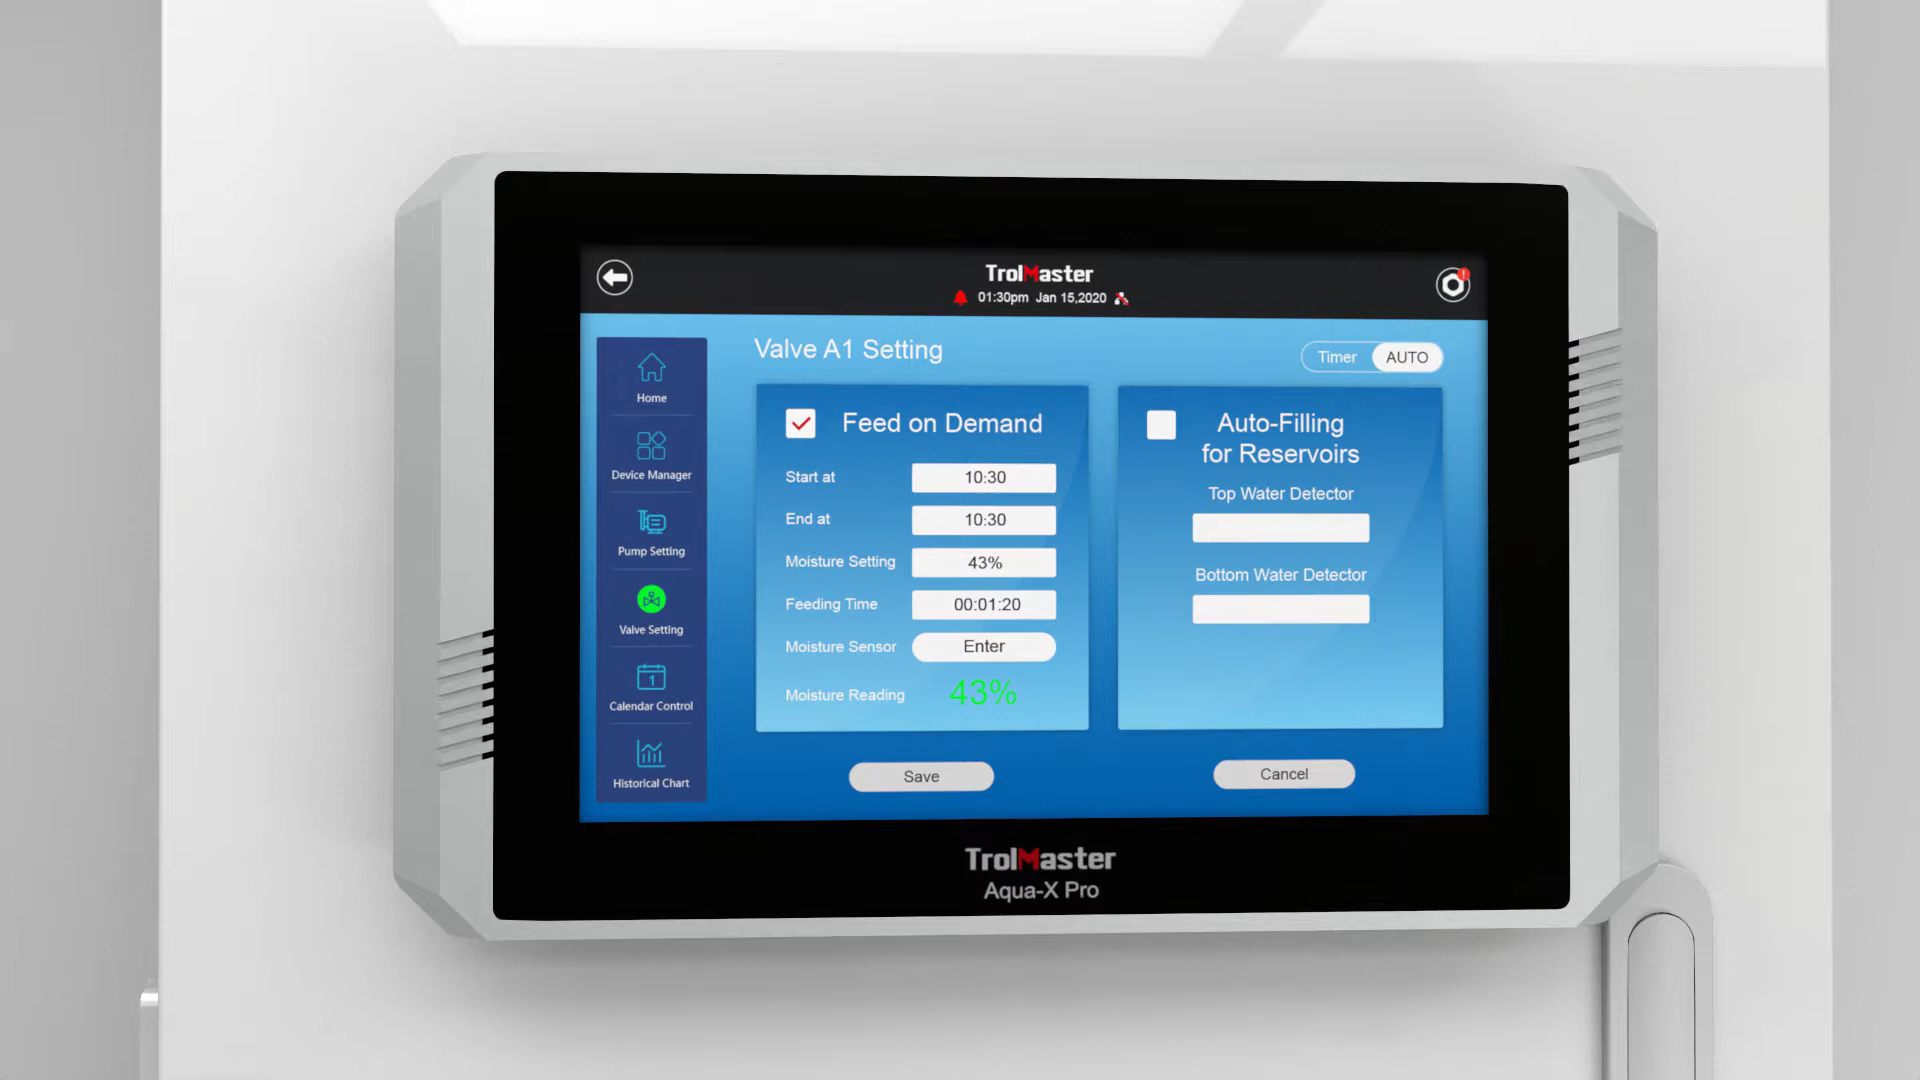 TrolMaster
01:30pm Jan 15,2020
Home
Device Manager
Pump Setting
Valve Setting
1
Calendar Control
Historical Chart
Valve A1 Setting
Timer AUTO
Feed on Demand
Start at 10:30
End at 10:30
Moisture Setting 43%
Feeding Time 00:01:20
Moisture Sensor Enter
Moisture Reading 43%
Auto-Filling
for Reservoirs
Top Water Detector
Bottom Water Detector
Save
Cancel
TrolMaster
Aqua-X Pro